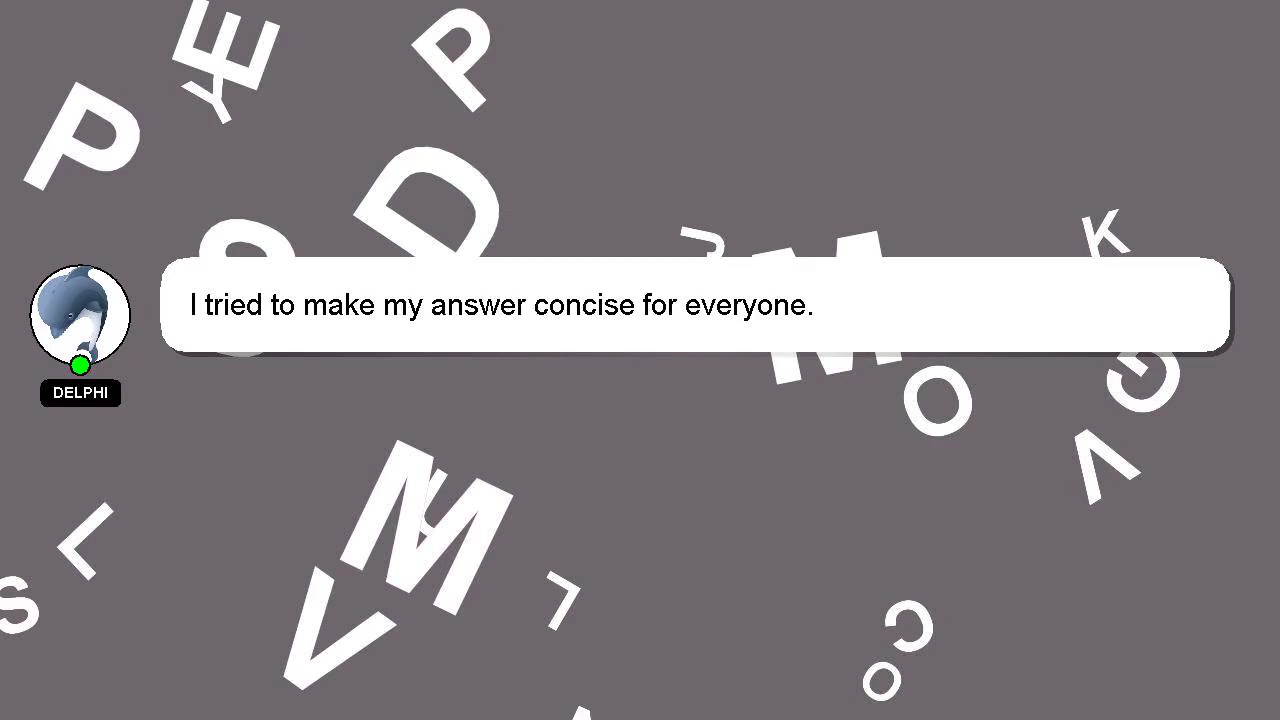 P
E
Y
P
D
J
M
K
I tried to make my answer concise for everyone.
DELPHI
O
G
V
M
L
S
V
L
C
O